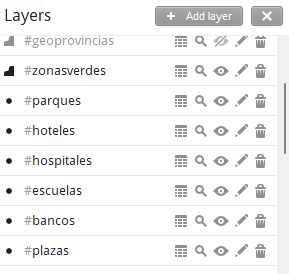 Layers
+ Add layer
#geoprovincias
#zonasverdes
#parques
#hoteles
#hospitales
#escuelas
#bancos
#plazas